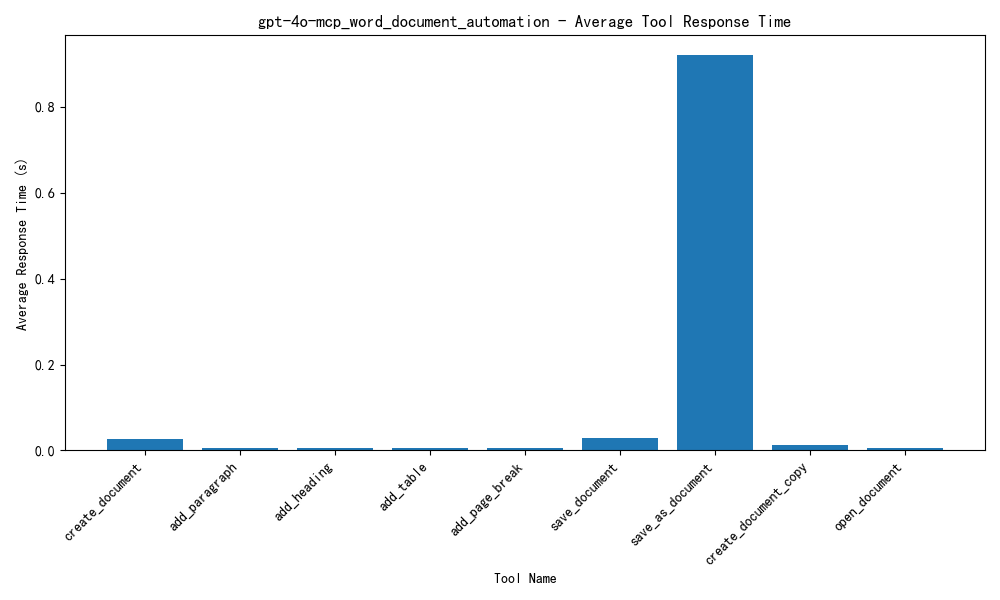 gpt-4o-mcp_word_document_automation - Average Tool Response Time
Average Response Time (s)
0.8
0.6
0.4
0.2
0.0
create_document
add_paragraph
add_heading
add_table
add_page_break
save_document
save_as_document
create_document_copy
open_document
Tool Name